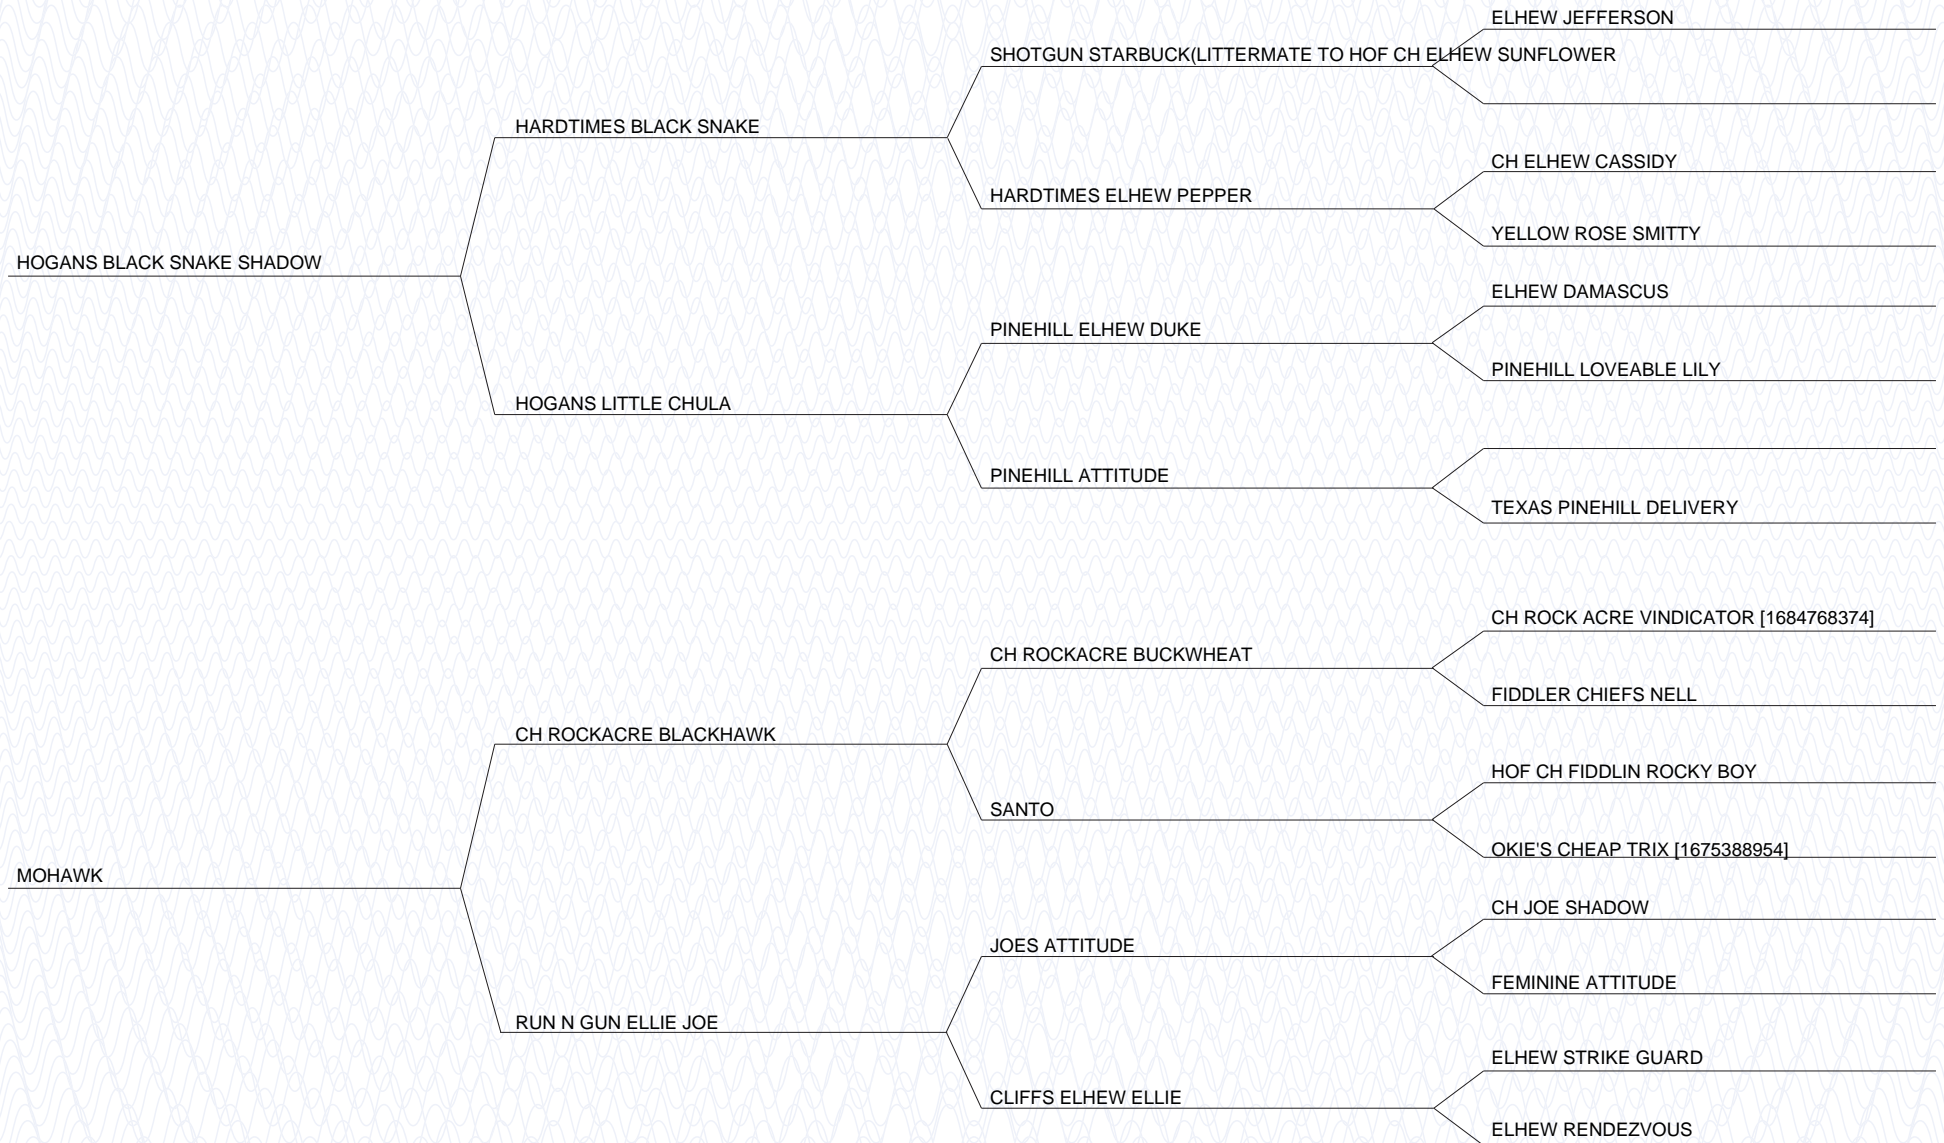 ELHEW JEFFERSON
SHOTGUN STARBUCK(LITTERMATE TO HOF CH ELHEW SUNFLOWER
HARDTIMES BLACK SNAKE
CH ELHEW CASSIDY
HARDTIMES ELHEW PEPPER
YELLOW ROSE SMITTY
HOGANS BLACK SNAKE SHADOW
ELHEW DAMASCUS
PINEHILL ELHEW DUKE
PINEHILL LOVEABLE LILY
HOGANS LITTLE CHULA
PINEHILL ATTITUDE
TEXAS PINEHILL DELIVERY
CH ROCK ACRE VINDICATOR [1684768374]
CH ROCKACRE BUCKWHEAT
FIDDLER CHIEFS NELL
CH ROCKACRE BLACKHAWK
HOF CH FIDDLIN ROCKY BOY
SANTO
OKIE'S CHEAP TRIX [1675388954]
MOHAWK
CH JOE SHADOW
JOES ATTITUDE
FEMININE ATTITUDE
RUN N GUN ELLIE JOE
ELHEW STRIKE GUARD
CLIFFS ELHEW ELLIE
ELHEW RENDEZVOUS